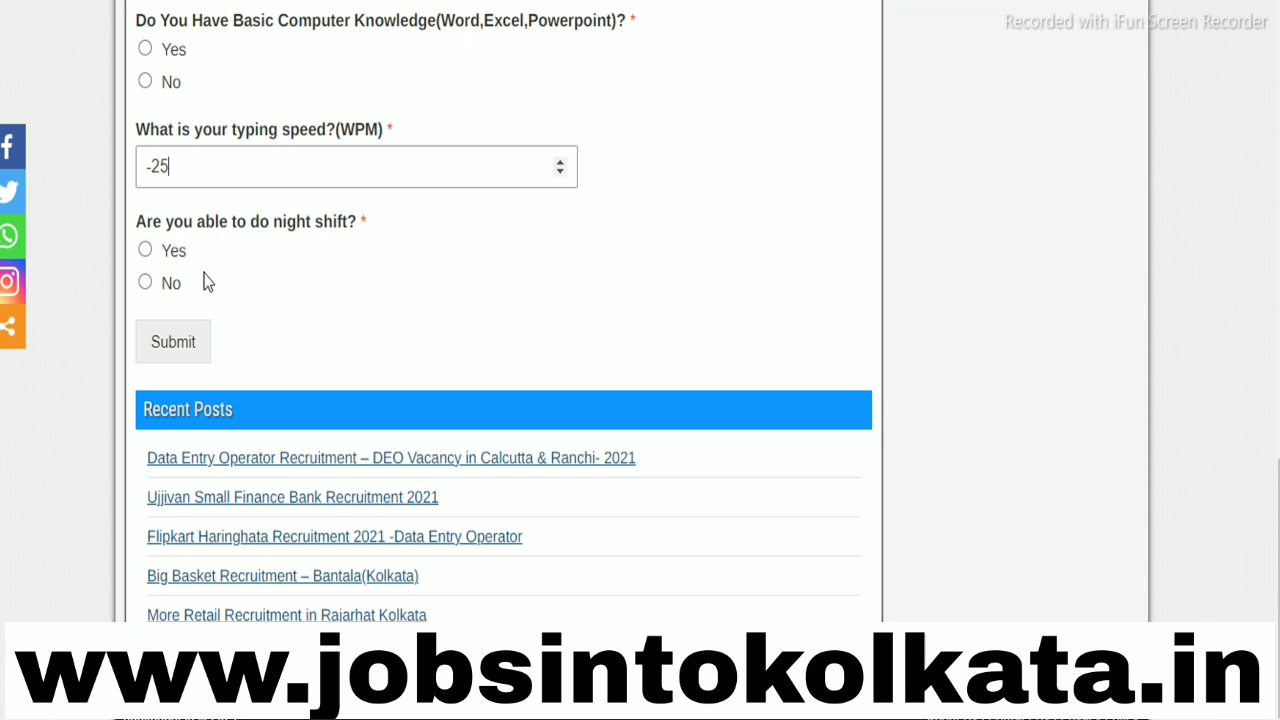 Do You Have Basic Computer Knowledge(Word,Excel,Powerpoint)? *
Recorded with iFun Screen Recorder
Yes
No
What is your typing speed?(WPM) *
-25
Are you able to do night shift? *
Yes
No
Submit
Recent Posts
Data Entry Operator Recruitment – DEO Vacancy in Calcutta & Ranchi- 2021
Ujjivan Small Finance Bank Recruitment 2021
Flipkart Haringhata Recruitment 2021 -Data Entry Operator
Big Basket Recruitment – Bantala(Kolkata)
More Retail Recruitment in Rajarhat Kolkata
www.jobsintokolkata.in